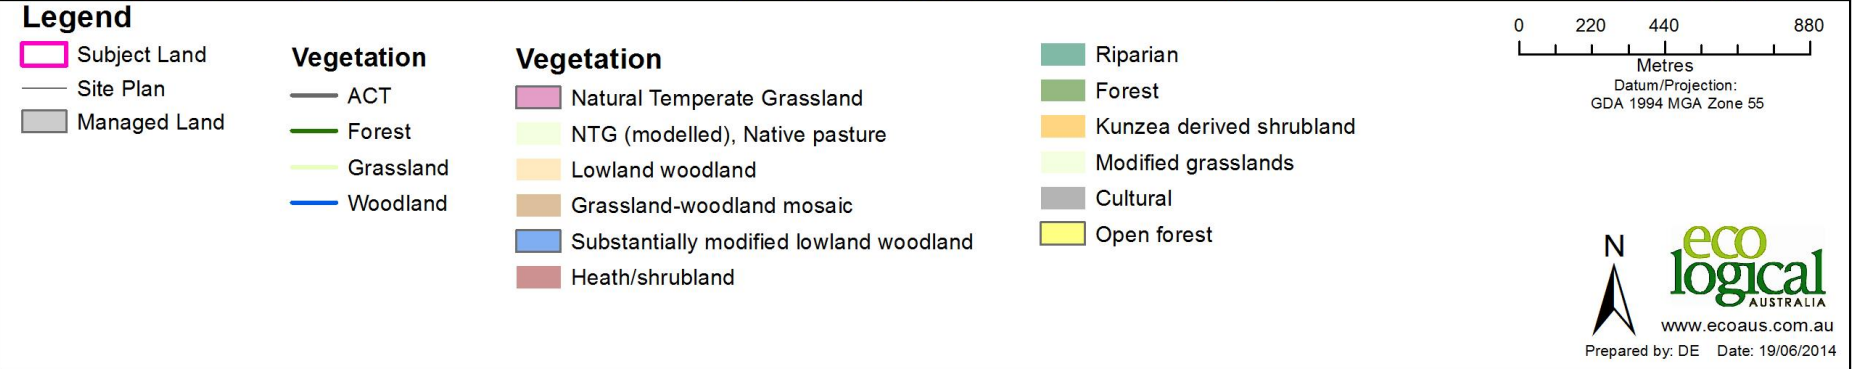 Legend
Subject Land
Site Plan
Managed Land
Vegetation
ACT
Forest
Grassland
Woodland
Vegetation
Natural Temperate Grassland
NTG (modelled), Native pasture
Lowland woodland
Grassland-woodland mosaic
Substantially modified lowland woodland
Heath/shrubland
Riparian
Forest
Kunzea derived shrubland
Modified grasslands
Cultural
Open forest
0 220 440 880
Metres
Datum/Projection:
GDA 1994 MGA Zone 55
N
eco
logical
AUSTRALIA
www.ecoaus.com.au
Prepared by: DE Date: 19/06/2014